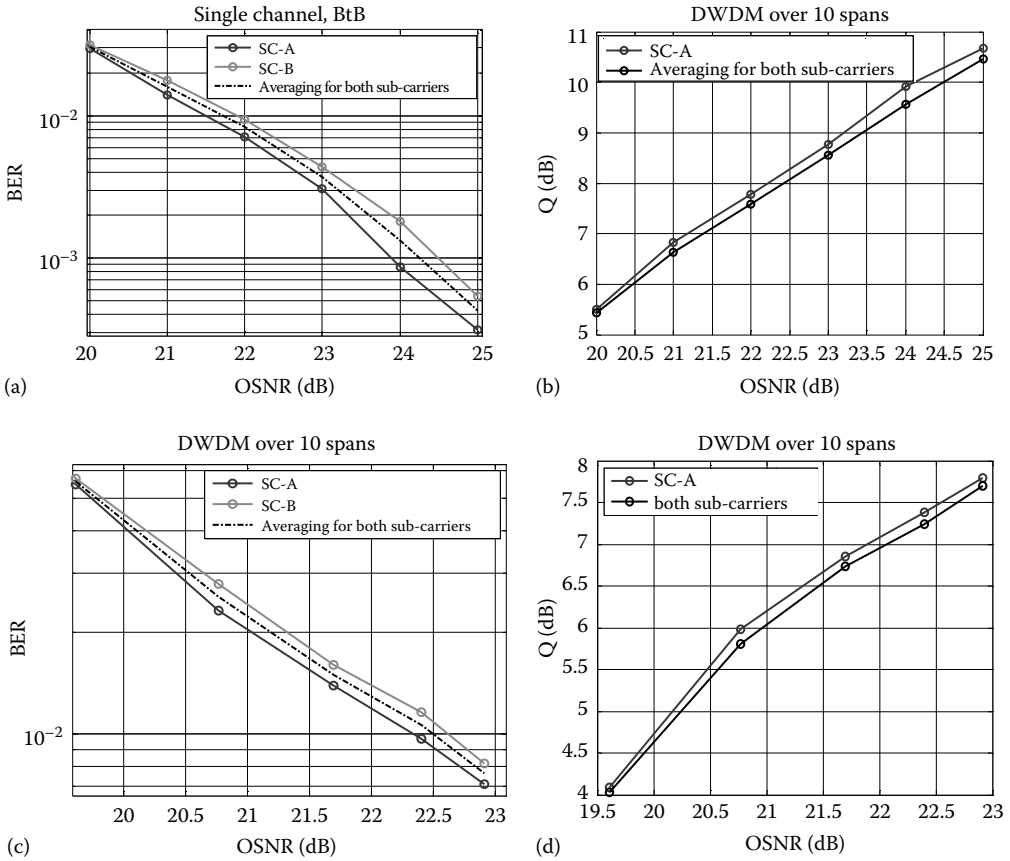 Single channel, BtB
SC-A
SC-B
Averaging for both sub-carriers
10⁻²
10⁻³
BER
20 21 22 23 24 25
OSNR (dB)
(a)
DWDM over 10 spans
SC-A
Averaging for both sub-carriers
11
10
9
8
7
6
5
Q (dB)
20 20.5 21 21.5 22 22.5 23 23.5 24 24.5 25
OSNR (dB)
(b)
DWDM over 10 spans
SC-A
SC-B
Averaging for both sub-carriers
10⁻²
BER
20 20.5 21 21.5 22 22.5 23
OSNR (dB)
(c)
DWDM over 10 spans
SC-A
both sub-carriers
8
7.5
7
6.5
6
5.5
5
4.5
4
Q (dB)
19.5 20 20.5 21 21.5 22 22.5 23
OSNR (dB)
(d)